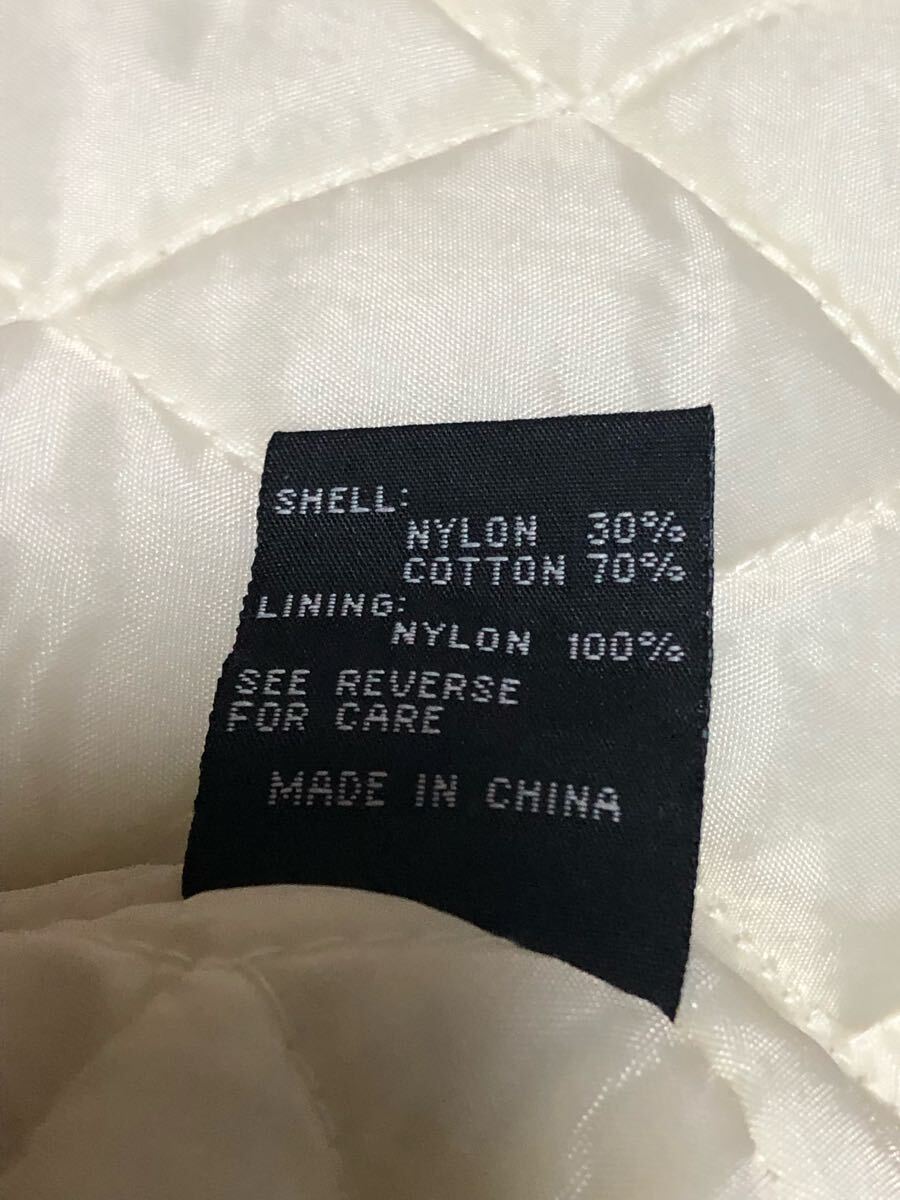 SHELL:
NYLON 30%
COTTON 70%
LINING:
NYLON 100%
SEE REVERSE
FOR CARE
MADE IN CHINA